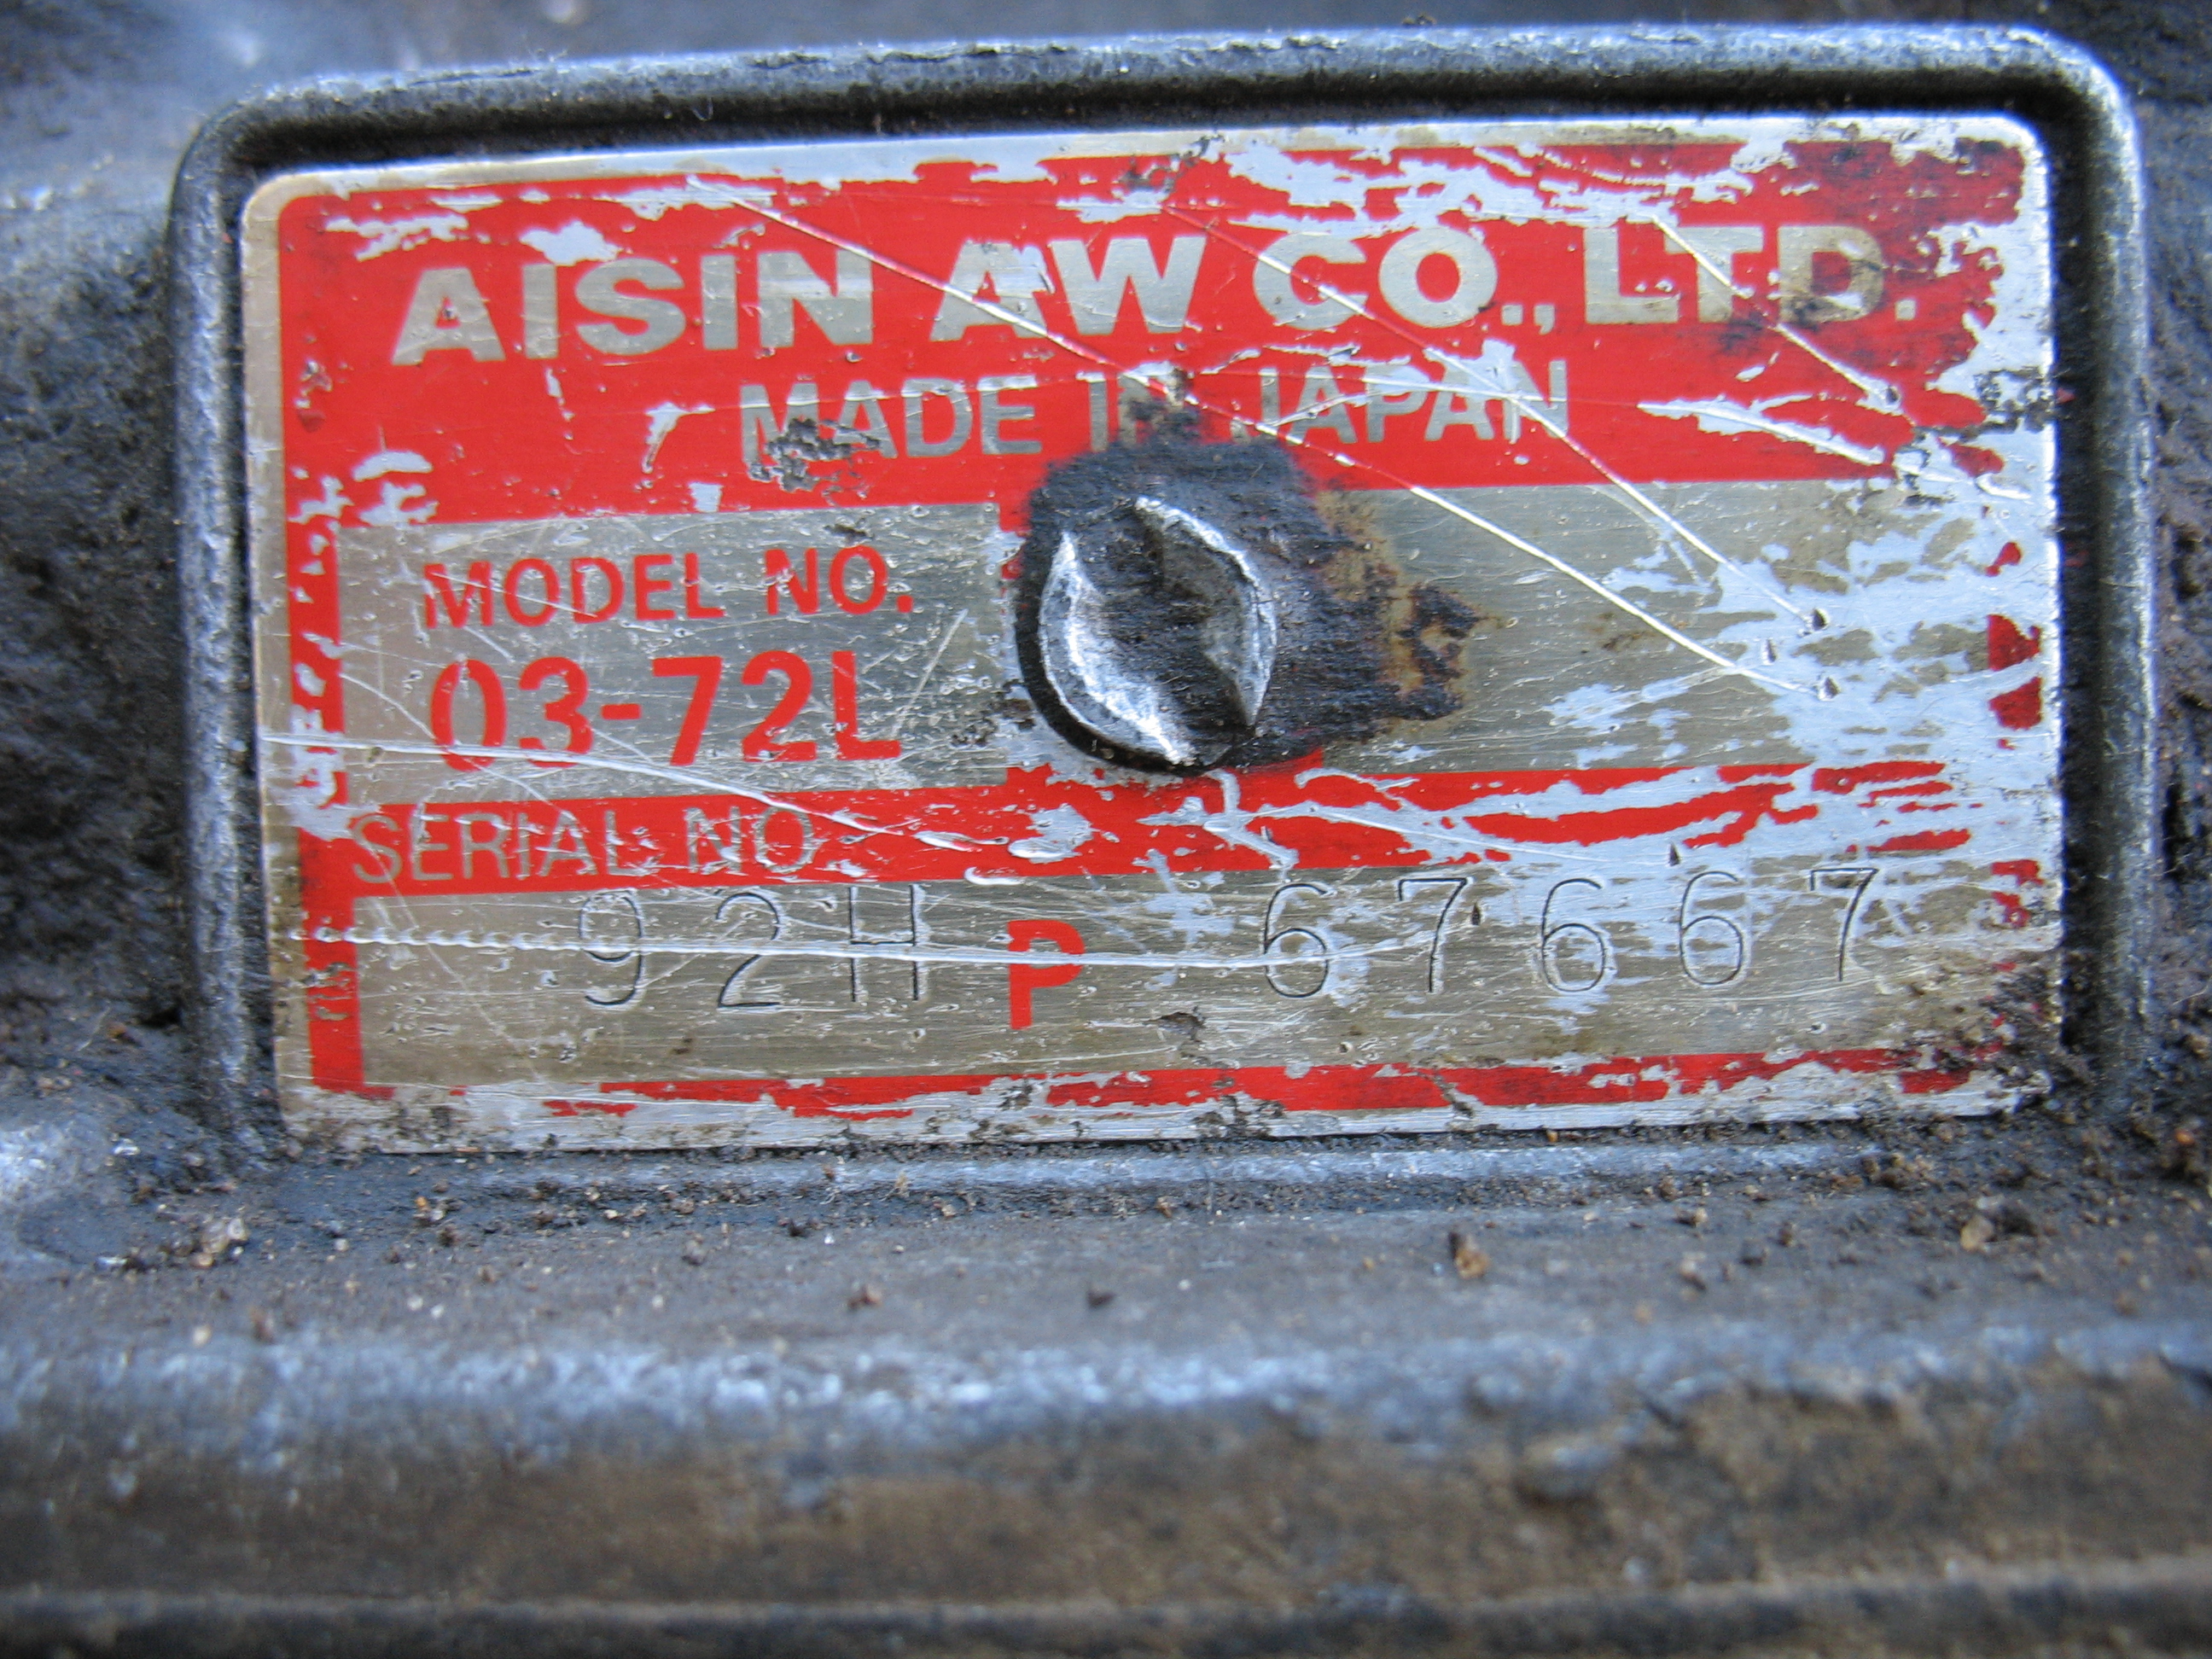 AISIN AW CO., LTD.
MADE IN JAPAN
MODEL NO.
03-72L
SERIAL NO
92H P 67667